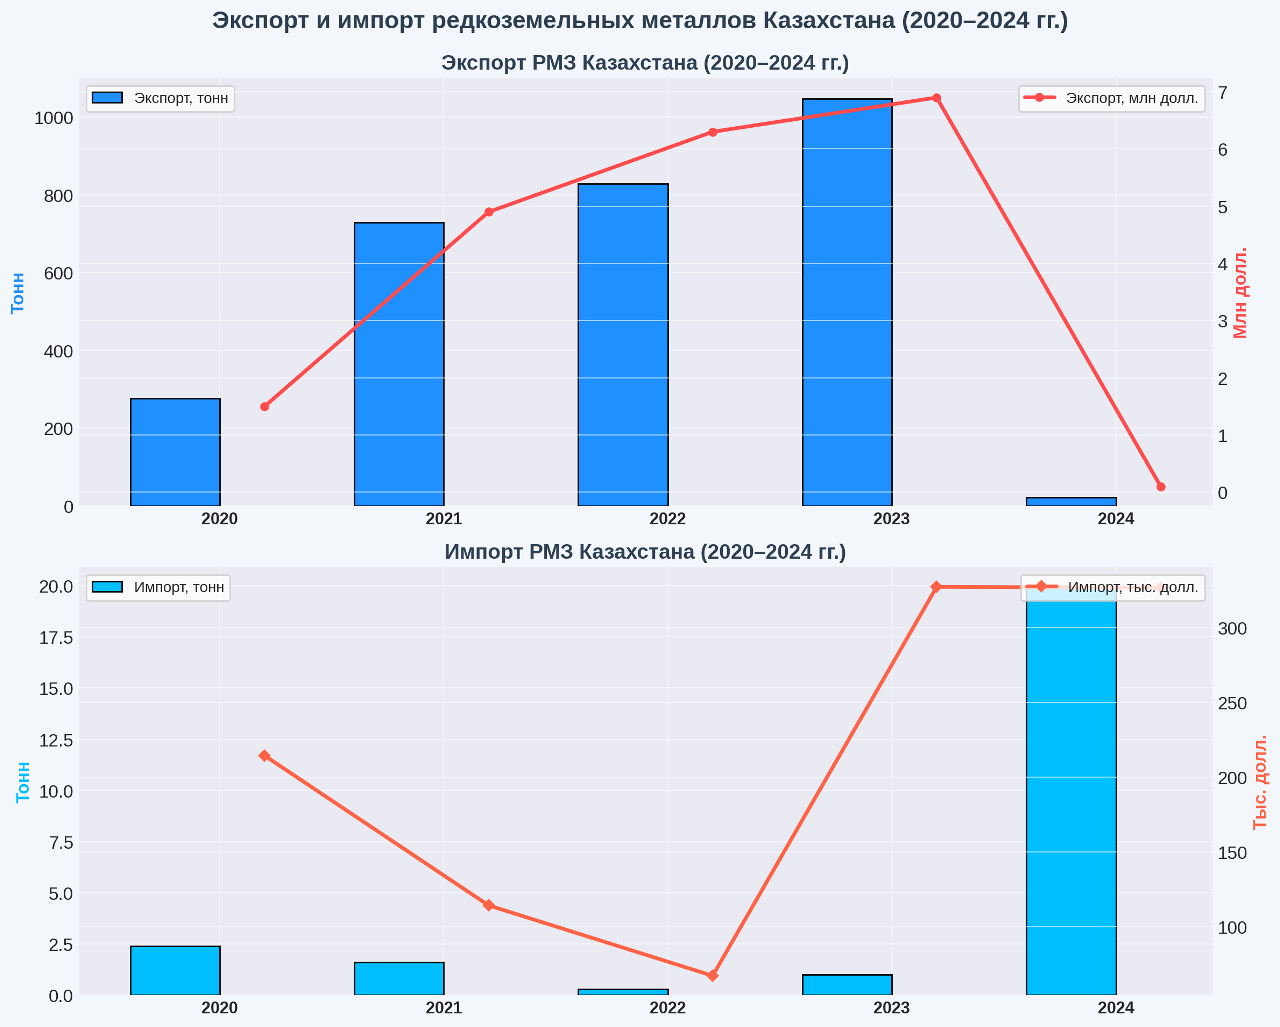 Экспорт и импорт редкоземельных металлов Казахстана (2020–2024 гг.)
Экспорт РМЗ Казахстана (2020–2024 гг.)
Экспорт, тонн
Экспорт, млн долл.
1000
800
600
400
200
0
Тонн
7
6
5
4
3
2
1
0
Млн долл.
2020 2021 2022 2023 2024
Импорт РМЗ Казахстана (2020–2024 гг.)
Импорт, тонн
Импорт, тыс. долл.
20.0
17.5
15.0
12.5
10.0
7.5
5.0
2.5
0.0
Тонн
300
250
200
150
100
Тыс. долл.
2020 2021 2022 2023 2024